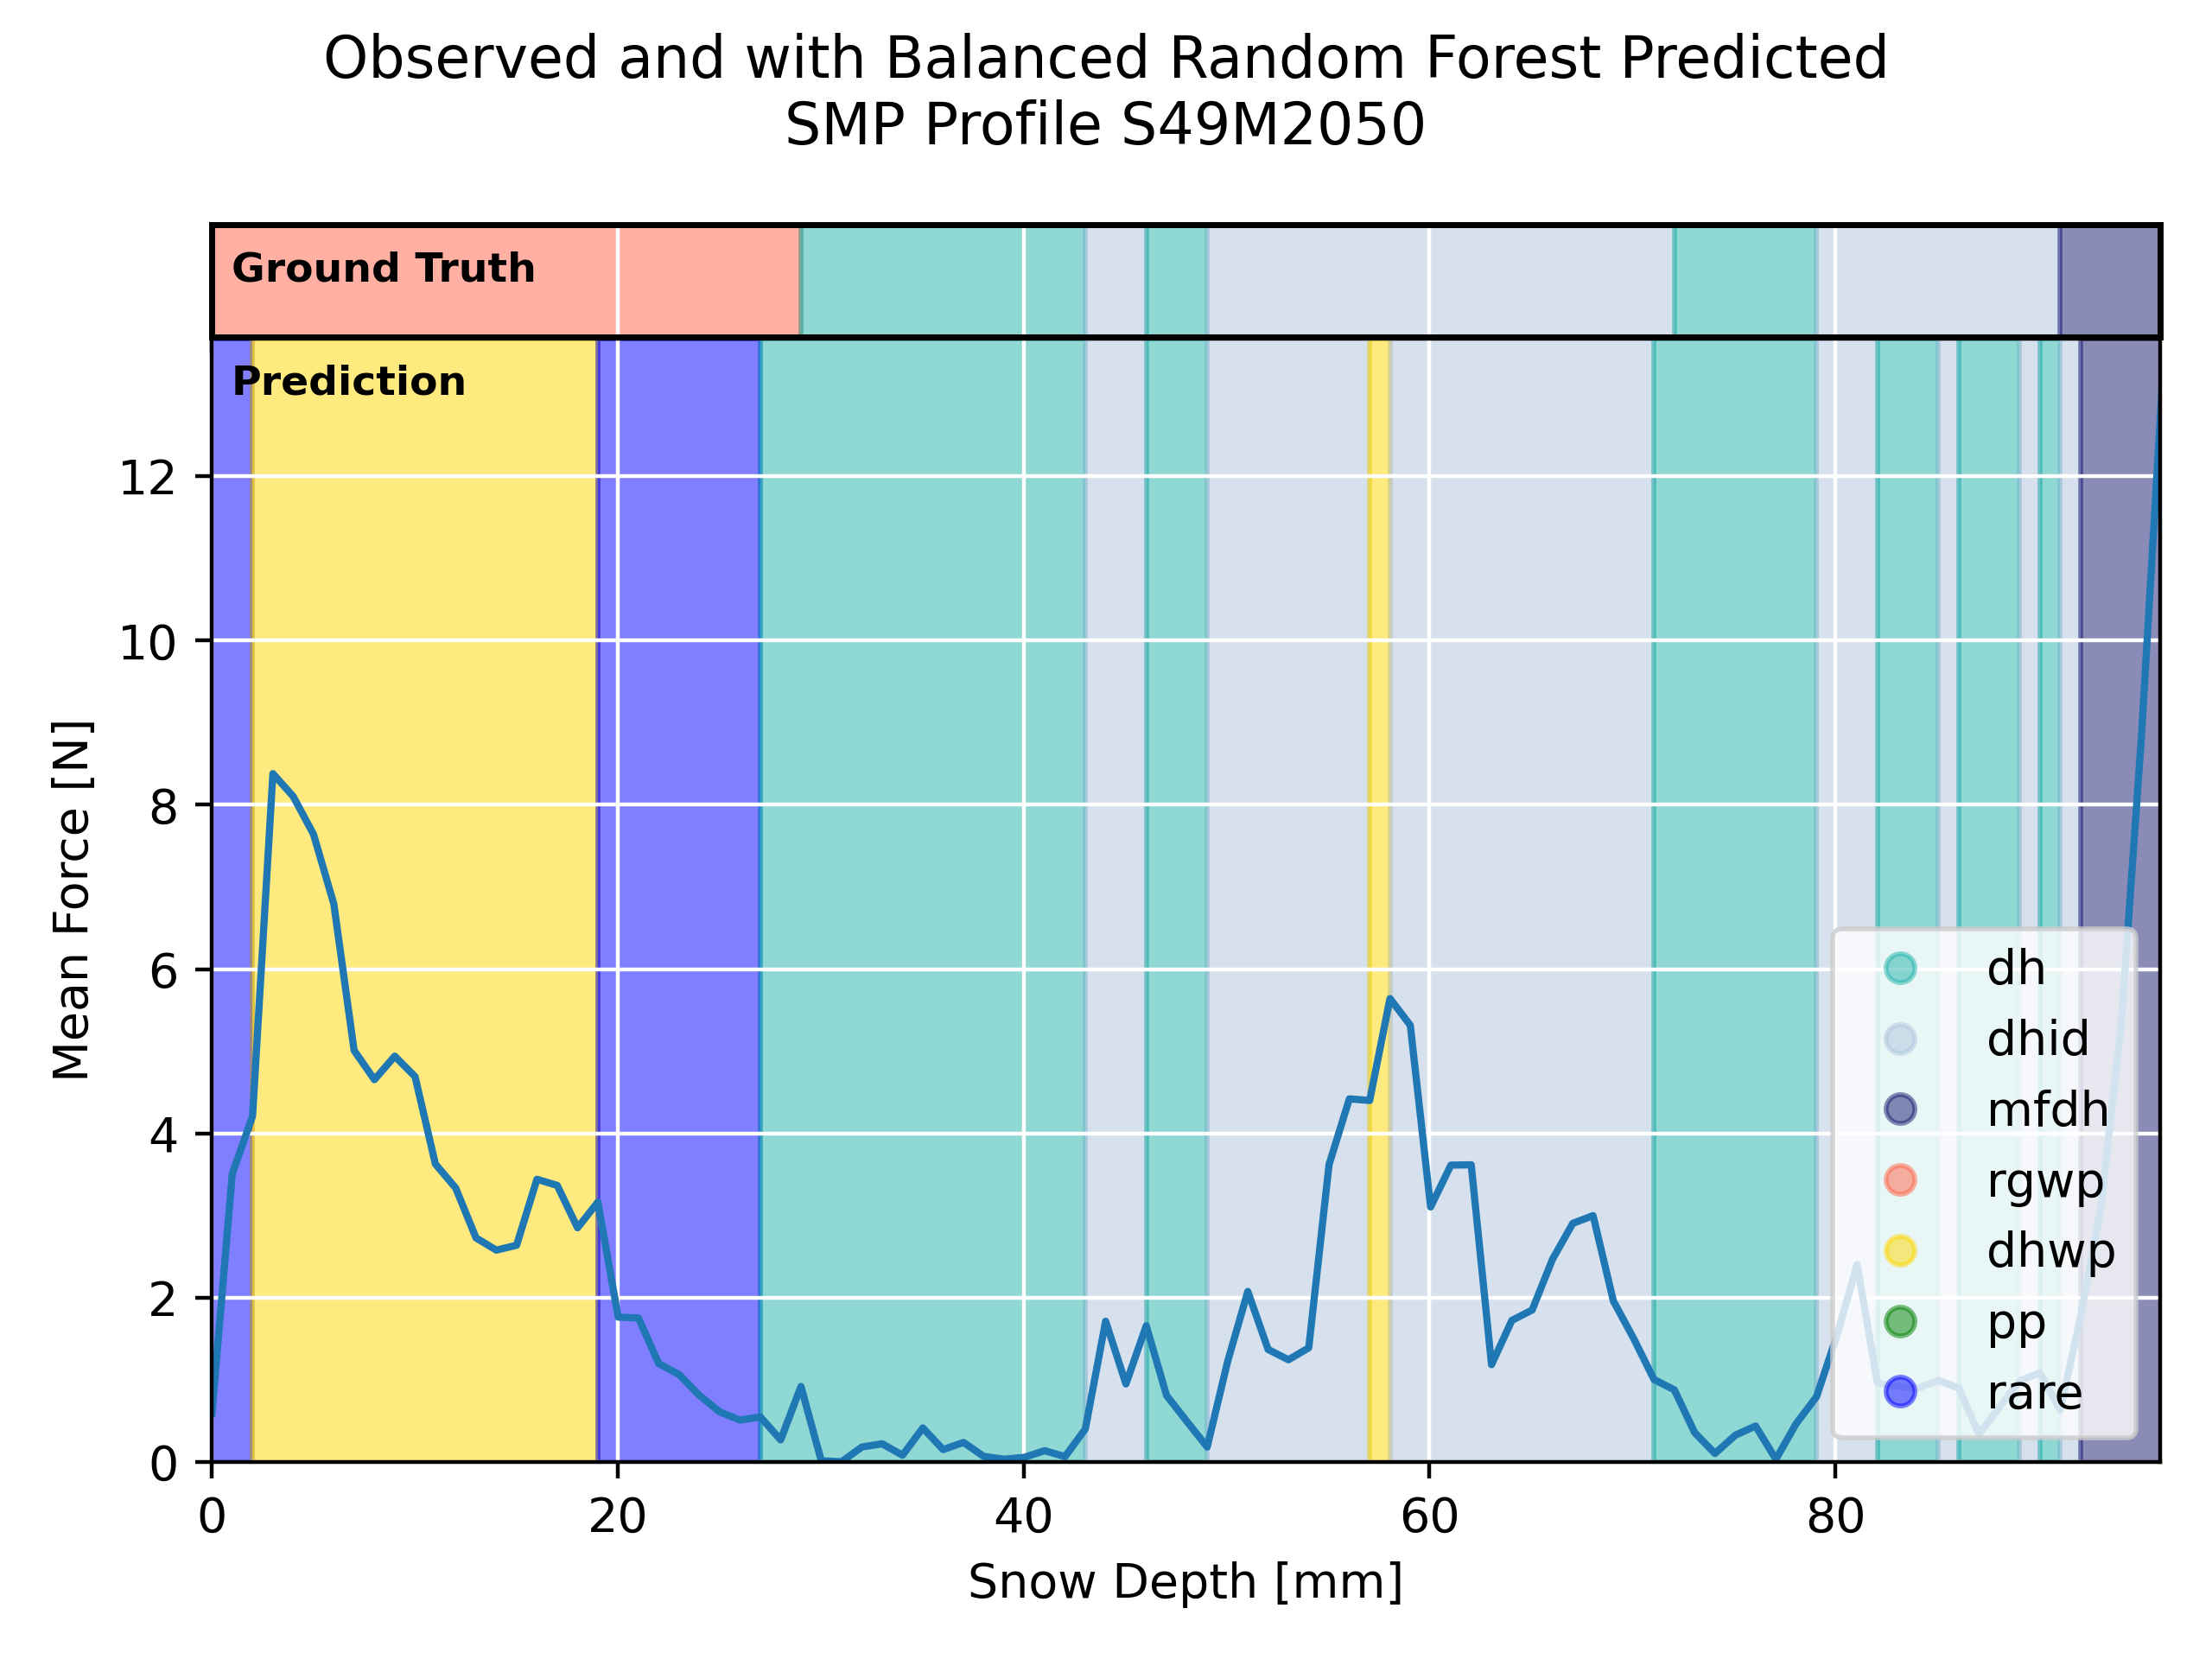 Observed and with Balanced Random Forest Predicted
SMP Profile S49M2050
Ground Truth
Prediction
12
10
8
6
4
2
0
Mean Force [N]
dh
dhid
mfdh
rgwp
dhwp
pp
rare
0 20 40 60 80
Snow Depth [mm]